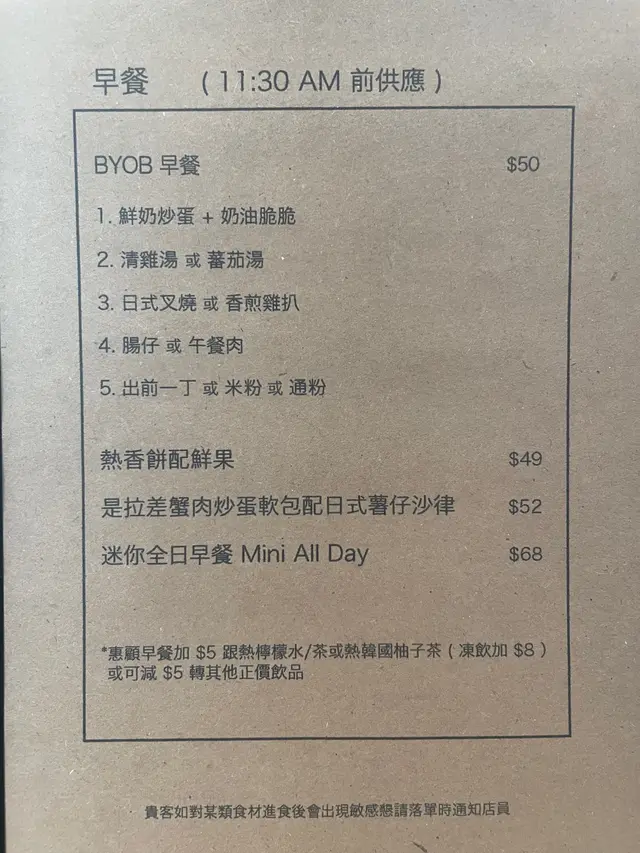 早餐 ( 11:30 AM 前供應 )
BYOB 早餐 $50
1. 鮮奶炒蛋 + 奶油脆脆
2. 清雞湯 或 蕃茄湯
3. 日式叉燒 或 香煎雞扒
4. 腸仔 或 午餐肉
5. 出前一丁 或 米粉 或 通粉
熱香餅配鮮果 $49
是拉差蟹肉炒蛋軟包配日式薯仔沙律 $52
迷你全日早餐 Mini All Day $68
*惠顧早餐加 $5 跟熱檸檬水/茶或熱韓國柚子茶 ( 凍飲加 $8 )
或可減 $5 轉其他正價飲品
貴客如對某類食材進食後會出現敏感懇請落單時通知店員